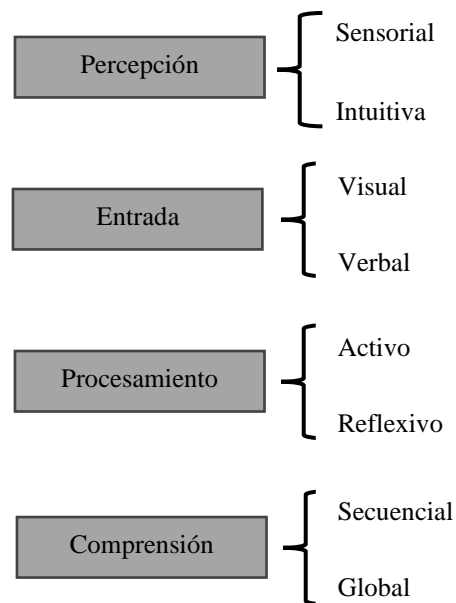 Percepción
Sensorial
Intuitiva
Entrada
Visual
Verbal
Procesamiento
Activo
Reflexivo
Comprensión
Secuencial
Global